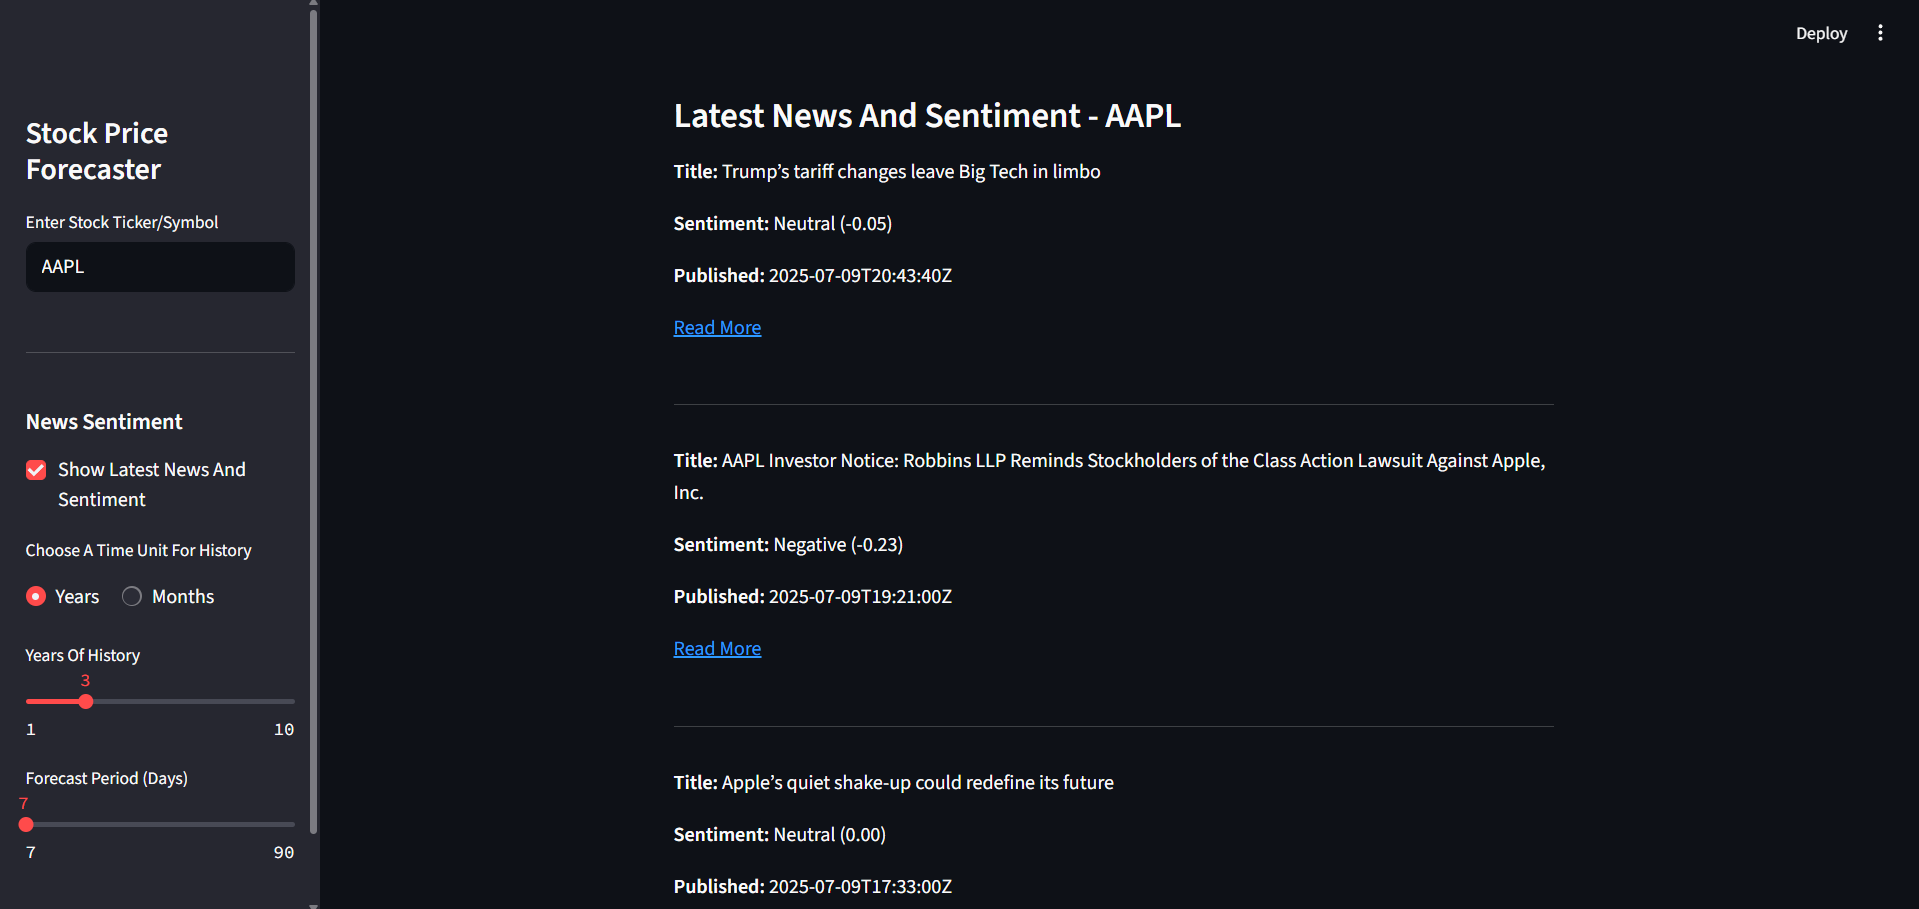 Deploy
Stock Price
Forecaster
Enter Stock Ticker/Symbol
AAPL
News Sentiment
Show Latest News And
Sentiment
Choose A Time Unit For History
Years
Months
Years Of History
3
1
10
Forecast Period (Days)
7
7
90
Latest News And Sentiment - AAPL
Title: Trump’s tariff changes leave Big Tech in limbo
Sentiment: Neutral (-0.05)
Published: 2025-07-09T20:43:40Z
Read More
Title: AAPL Investor Notice: Robbins LLP Reminds Stockholders of the Class Action Lawsuit Against Apple,
Inc.
Sentiment: Negative (-0.23)
Published: 2025-07-09T19:21:00Z
Read More
Title: Apple’s quiet shake-up could redefine its future
Sentiment: Neutral (0.00)
Published: 2025-07-09T17:33:00Z